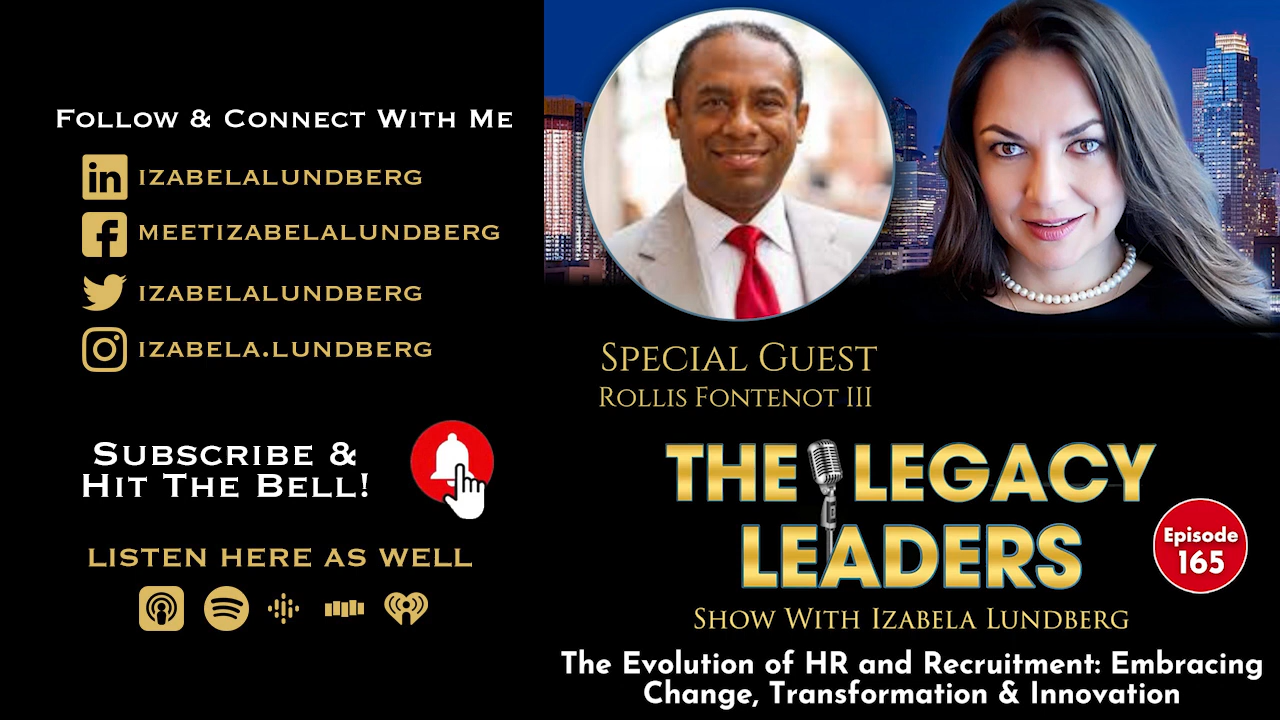 Follow & Connect With Me
in IZABELALUNDBERG
f MEETIZABELALUNDBERG
IZABELALUNDBERG
IZABELA.LUNDBERG
Subscribe &
Hit The Bell!
LISTEN HERE AS WELL
Special Guest
Rollis Fontenot III
THE LEGACY
LEADERS
Show With Izabela Lundberg
Episode
165
The Evolution of HR and Recruitment: Embracing
Change, Transformation & Innovation